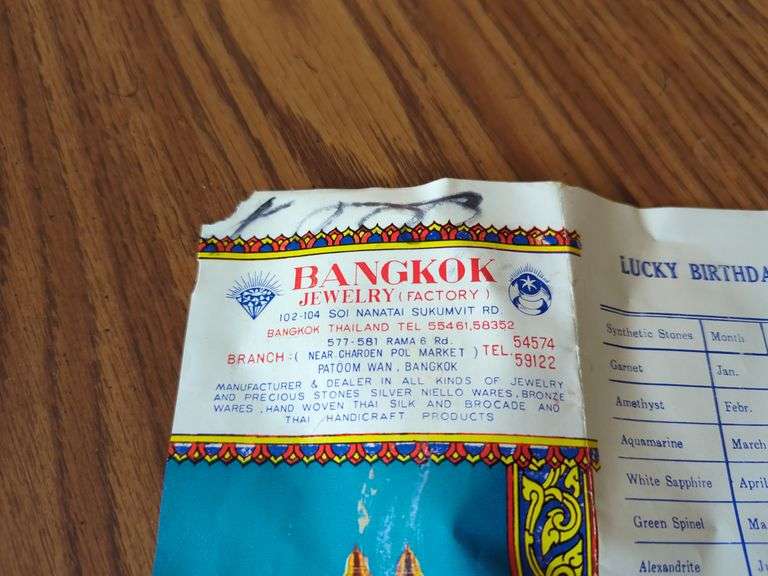 BANGKOK
JEWELRY (FACTORY)
102-104 SOI NANATAI SUKUMVIT RD.
BANGKOK THAILAND TEL 55461,58352
577-581 RAMA 6 Rd.
BRANCH : ( NEAR CHAROEN POL MARKET ) TEL. 54574
59122
PATOOM WAN , BANGKOK
MANUFACTURER & DEALER IN ALL KINDS OF JEWELRY
AND PRECIOUS STONES SILVER NIELLO WARES , BRONZE
WARES , HAND WOVEN THAI SILK AND BROCADE AND
THAI HANDICRAFT PRODUCTS
LUCKY BIRTHDA
Synthetic Stones Month
Garnet Jan.
Amethyst Febr.
Aquamarine March
White Sapphire April
Green Spinel Ma
Alexandrite